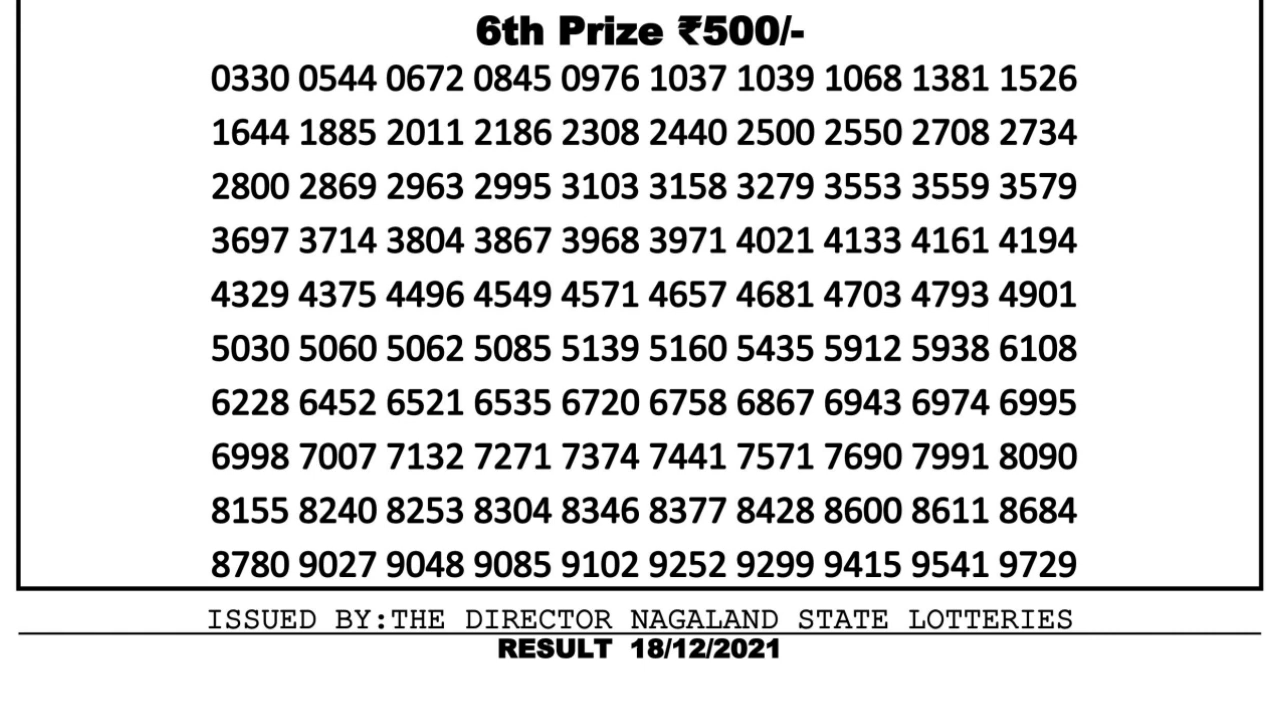 6th Prize ₹500/-
0330 0544 0672 0845 0976 1037 1039 1068 1381 1526
1644 1885 2011 2186 2308 2440 2500 2550 2708 2734
2800 2869 2963 2995 3103 3158 3279 3553 3559 3579
3697 3714 3804 3867 3968 3971 4021 4133 4161 4194
4329 4375 4496 4549 4571 4657 4681 4703 4793 4901
5030 5060 5062 5085 5139 5160 5435 5912 5938 6108
6228 6452 6521 6535 6720 6758 6867 6943 6974 6995
6998 7007 7132 7271 7374 7441 7571 7690 7991 8090
8155 8240 8253 8304 8346 8377 8428 8600 8611 8684
8780 9027 9048 9085 9102 9252 9299 9415 9541 9729
ISSUED BY:THE DIRECTOR NAGALAND STATE LOTTERIES
RESULT 18/12/2021